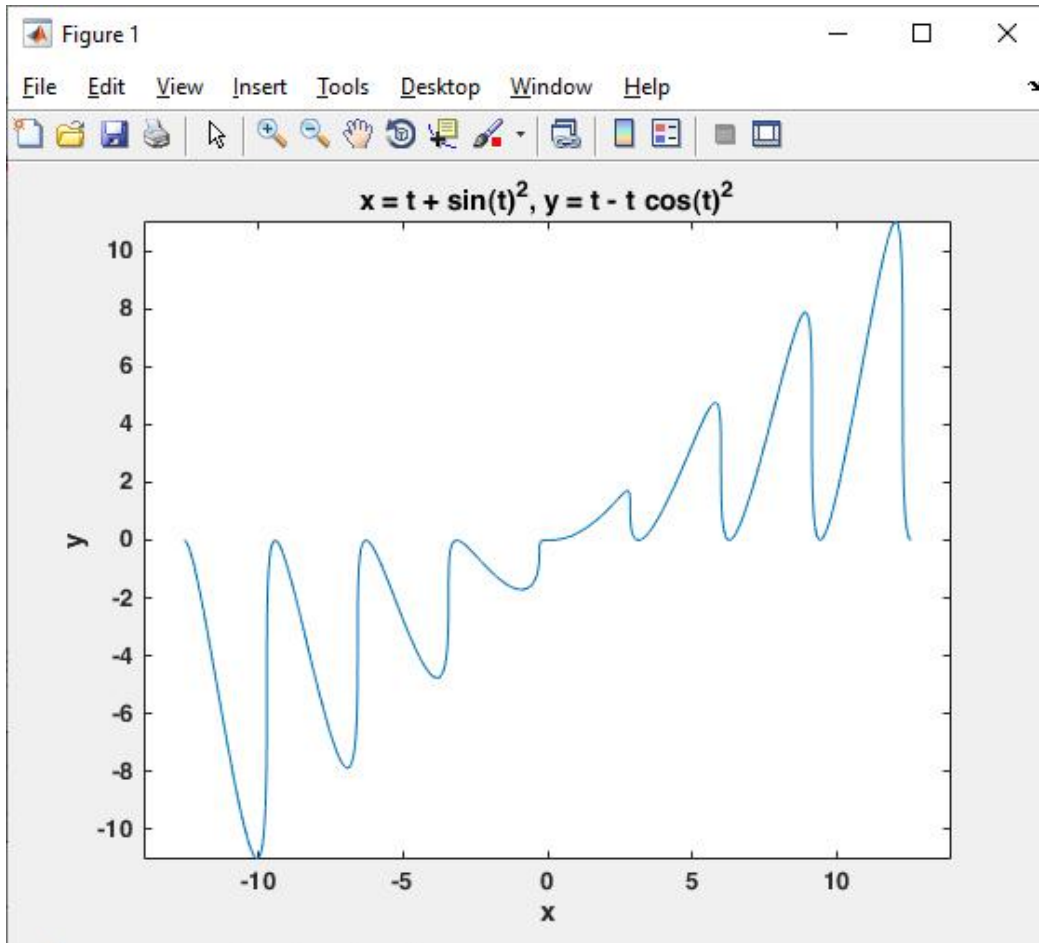 Figure 1
File Edit View Insert Tools Desktop Window Help
x = t + sin(t)², y = t - t cos(t)²
10
8
6
4
2
0
-2
-4
-6
-8
-10
y
-10 -5 0 5 10
x